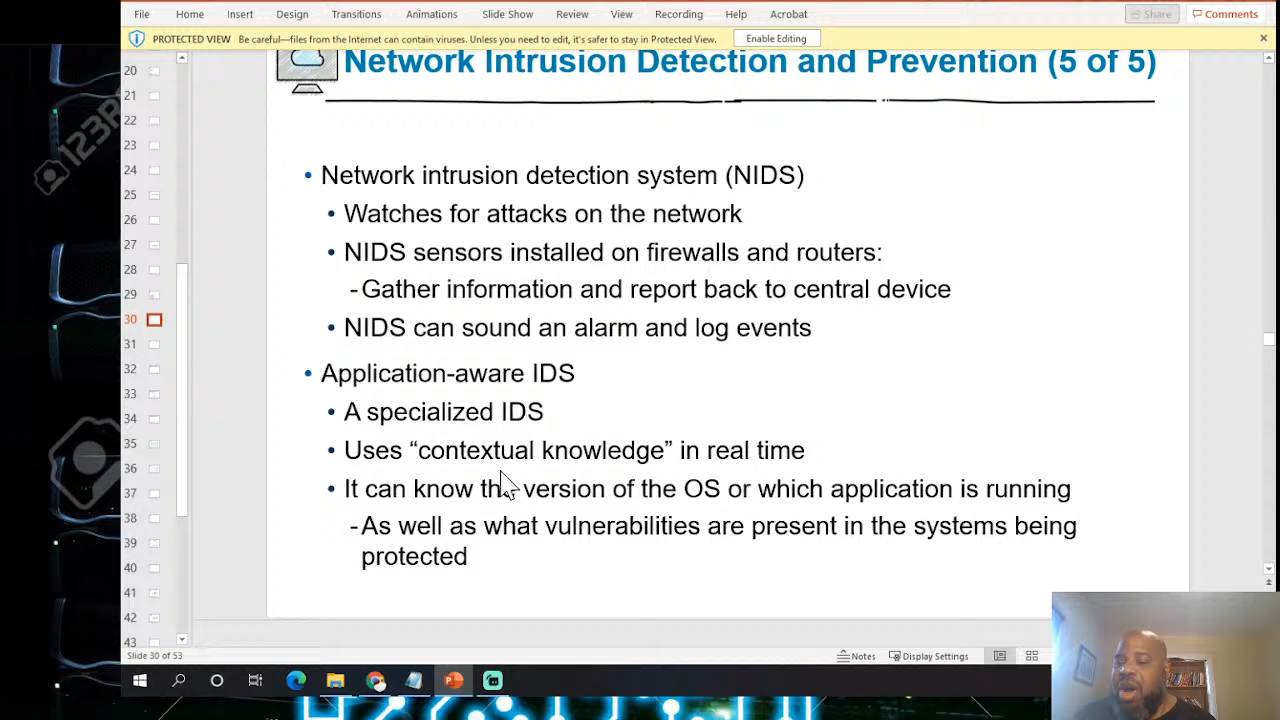 File Home Insert Design Transitions Animations Slide Show Review View Recording Help Acrobat Share Comments
PROTECTED VIEW Be careful—files from the Internet can contain viruses. Unless you need to edit, it's safer to stay in Protected View. Enable Editing
Network Intrusion Detection and Prevention (5 of 5)
• Network intrusion detection system (NIDS)
• Watches for attacks on the network
• NIDS sensors installed on firewalls and routers:
-Gather information and report back to central device
• NIDS can sound an alarm and log events
• Application-aware IDS
• A specialized IDS
• Uses “contextual knowledge” in real time
• It can know the version of the OS or which application is running
-As well as what vulnerabilities are present in the systems being
protected
20
21
22
23
24
25
26
27
28
29
30
31
32
33
34
35
36
37
38
39
40
41
42
43
Slide 30 of 53 Notes Display Settings